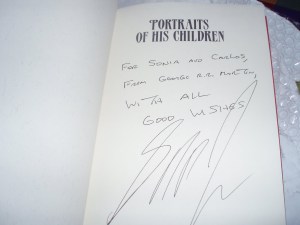 PORTRAITS
OF HIS CHILDREN
FOR SONIA AND CARLOS,
FROM GEORGE R.R. MARTIN,
WITH ALL
GOOD WISHES